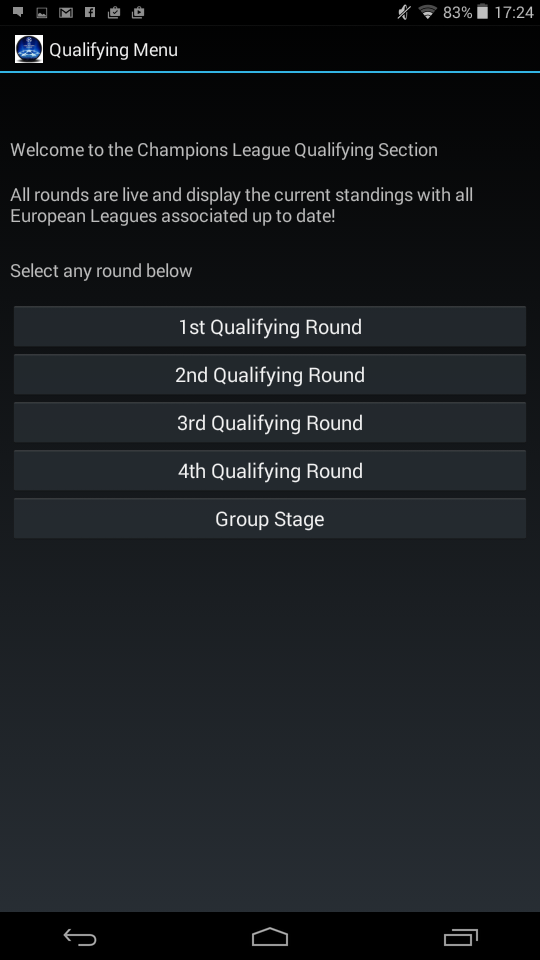 83% 17:24
Qualifying Menu
Welcome to the Champions League Qualifying Section
All rounds are live and display the current standings with all
European Leagues associated up to date!
Select any round below
1st Qualifying Round
2nd Qualifying Round
3rd Qualifying Round
4th Qualifying Round
Group Stage